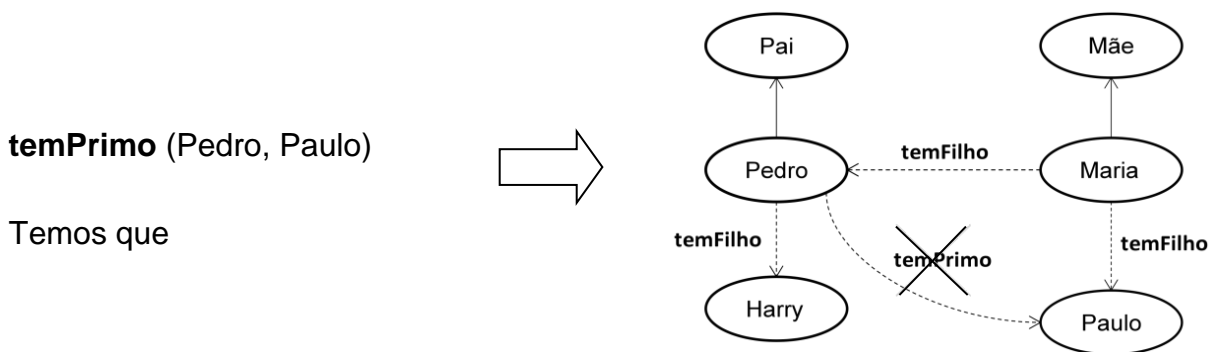 Pai
Mãe
temPrimo (Pedro, Paulo)
Pedro
temFilho
Maria
Temos que
temFilho
temPrimo
temFilho
Harry
Paulo